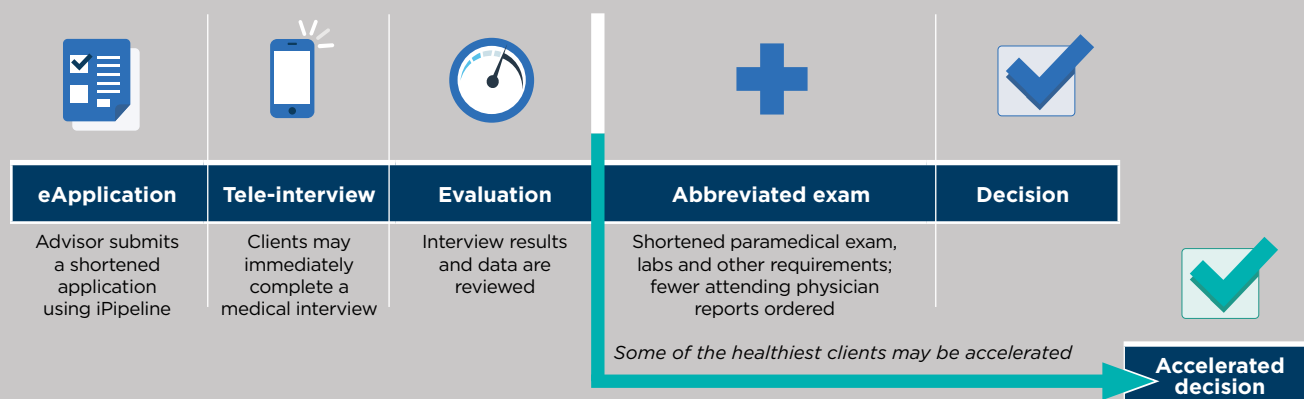 eApplication
Advisor submits
a shortened
application
using iPipeline
Tele-interview
Clients may
immediately
complete a
medical interview
Evaluation
Interview results
and data are
reviewed
Abbreviated exam
Shortened paramedical exam,
labs and other requirements;
fewer attending physician
reports ordered
Decision
Some of the healthiest clients may be accelerated
Accelerated
decision